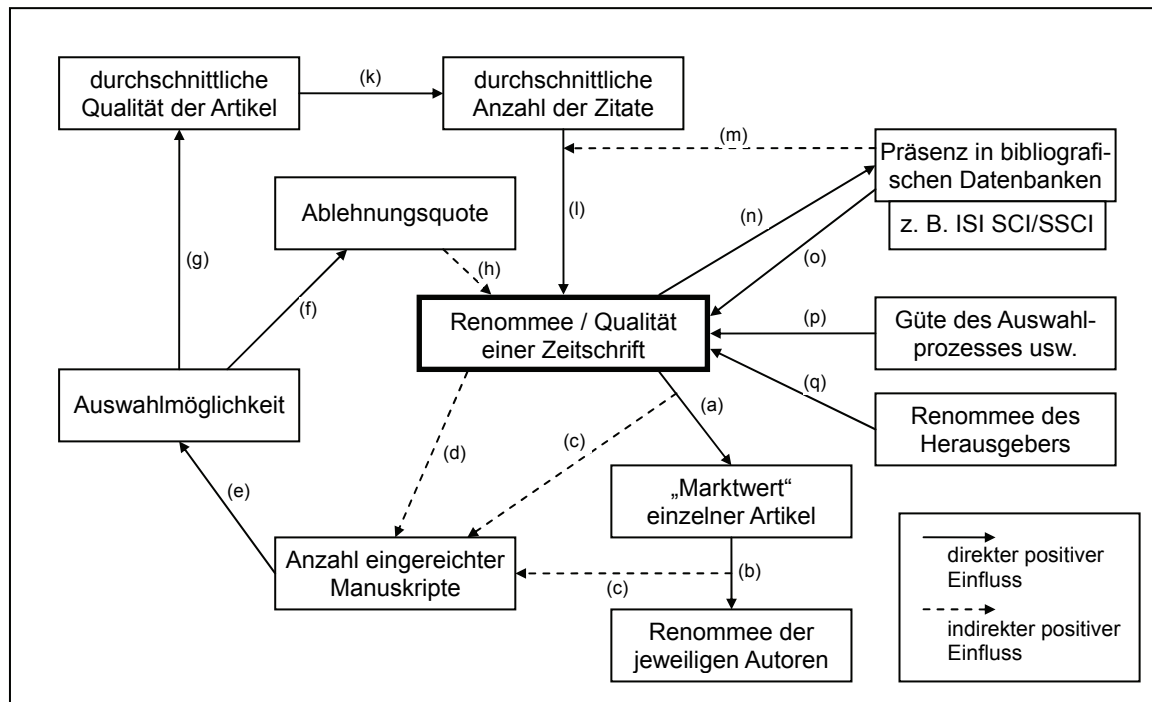 durchschnittliche
Qualität der Artikel
(k)
durchschnittliche
Anzahl der Zitate
(m)
Präsenz in bibliografi-
schen Datenbanken
z. B. ISI SCI/SSCI
Ablehnungsquote
(l)
(n)
(g)
(h)
(o)
(f)
Renommee / Qualität
einer Zeitschrift
(p)
Güte des Auswahl-
prozesses usw.
(q)
Auswahlmöglichkeit
(a)
Renommee des
Herausgebers
(d)
(c)
(e)
„Marktwert“
einzelner Artikel
Anzahl eingereichter
Manuskripte
(c)
(b)
Renommee der
jeweiligen Autoren
direkter positiver
Einfluss
indirekter positiver
Einfluss